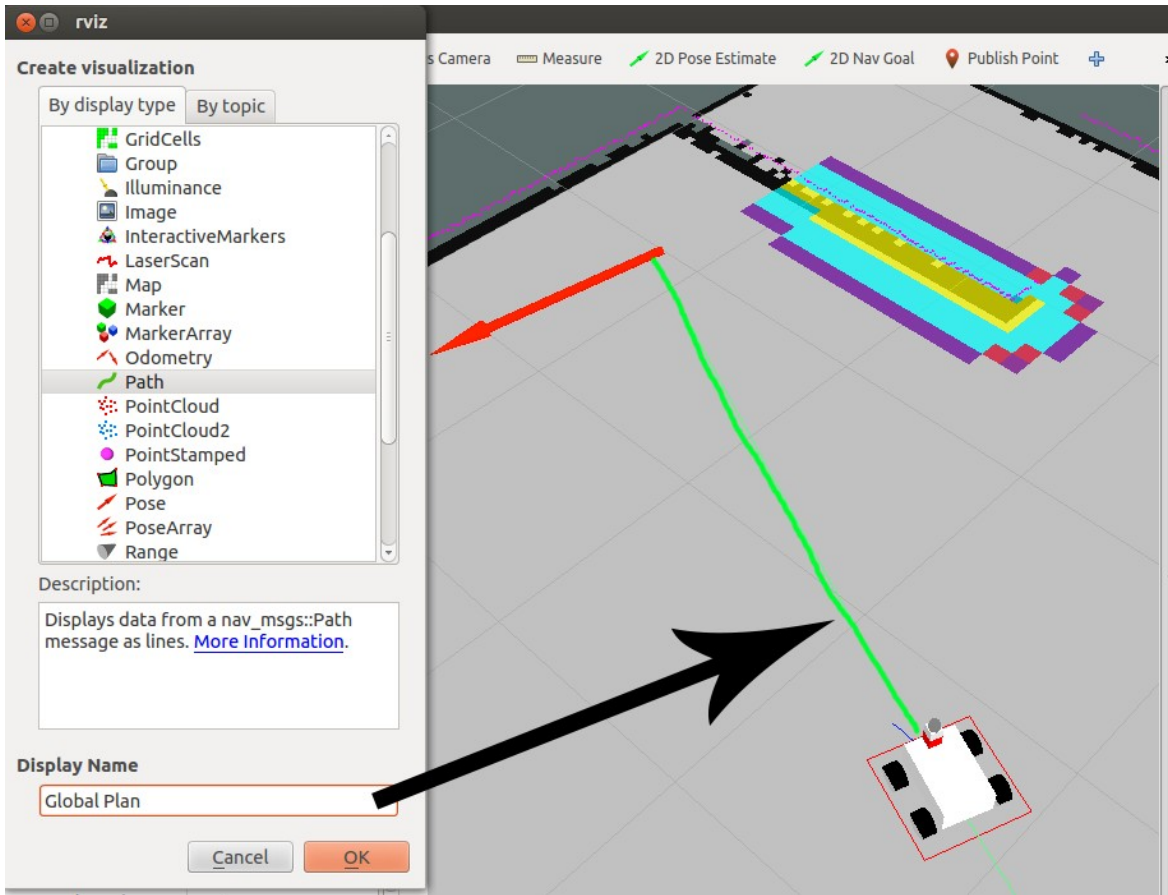 rviz
Create visualization
By display type
By topic
GridCells
Group
Illuminance
Image
InteractiveMarkers
LaserScan
Map
Marker
MarkerArray
Odometry
Path
PointCloud
PointCloud2
PointStamped
Polygon
Pose
PoseArray
Range
Description:
Displays data from a nav_msgs::Path
message as lines. More Information.
Display Name
Global Plan
Cancel
OK
s Camera
Measure
2D Pose Estimate
2D Nav Goal
Publish Point